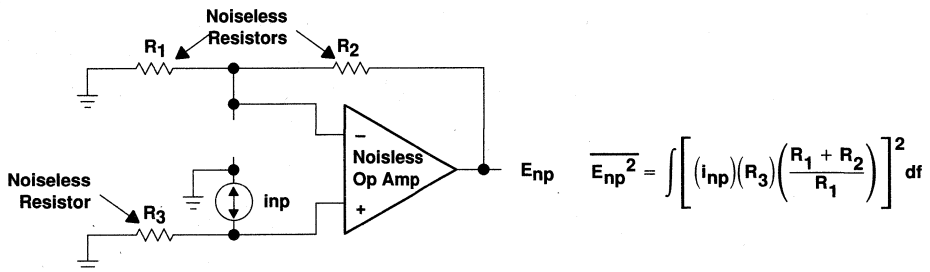 Noiseless
Resistors
R1
R2
Noiseless
Resistor
R3
inp
−
+
Noisless
Op Amp
Enp
Enp² = ∫[(inp)(R3)((R1 + R2)/R1)]² df